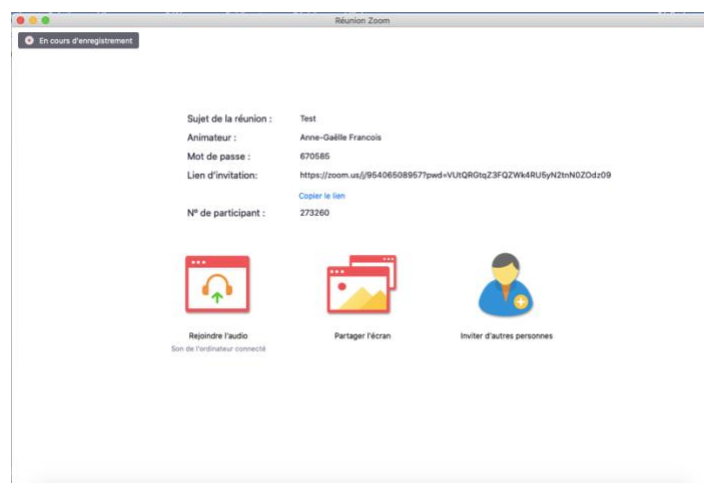 Réunion Zoom
En cours d'enregistrement
Sujet de la réunion : Test
Animateur : Anne-Gaëlle Francois
Mot de passe : 670585
Lien d'invitation: https://zoom.us/j/95406508957?pwd=VUtQRGtqZ3FQZWk4RU5yN2tnN0ZOdz09
Copier le lien
N° de participant : 273260
Rejoindre l'audio
Partager l'écran
Inviter d'autres personnes
Son de l'ordinateur connecté